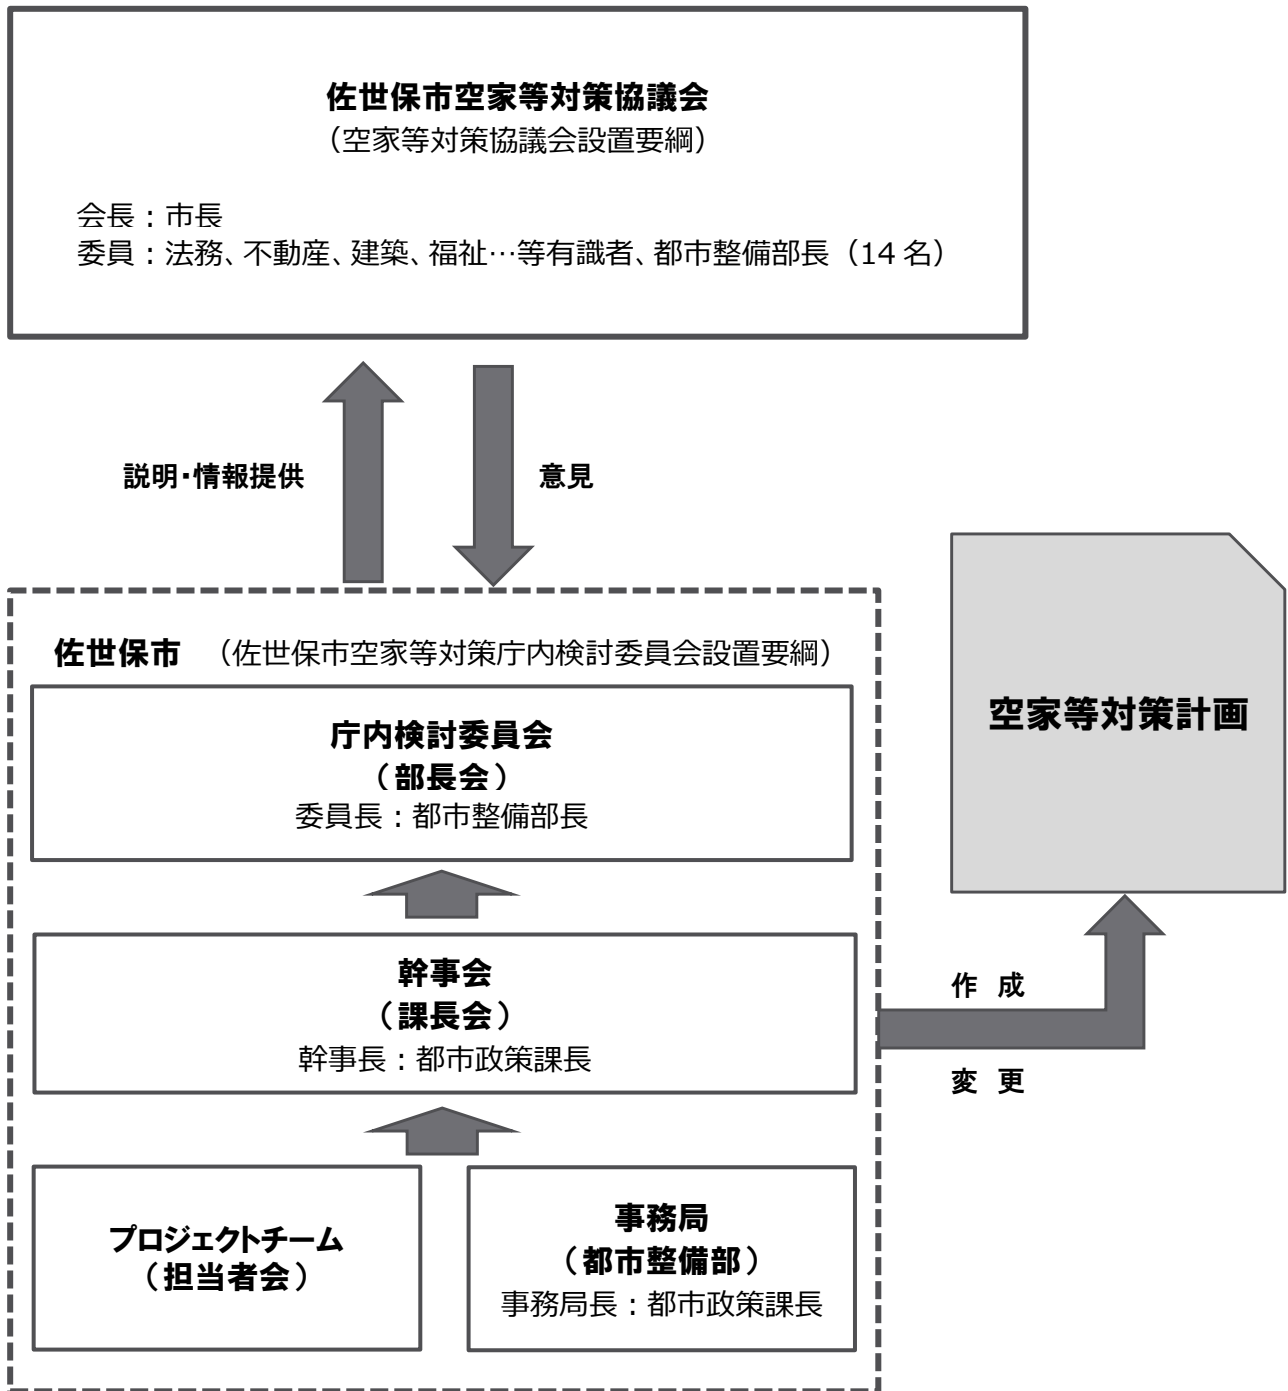 佐世保市空家等対策協議会
（空家等対策協議会設置要綱）
会長：市長
委員：法務、不動産、建築、福祉…等有識者、都市整備部長（14 名）
説明・情報提供
意見
佐世保市 （佐世保市空家等対策庁内検討委員会設置要綱）
庁内検討委員会
（部長会）
委員長：都市整備部長
幹事会
（課長会）
幹事長：都市政策課長
プロジェクトチーム
（担当者会）
事務局
（都市整備部）
事務局長：都市政策課長
空家等対策計画
作 成
変 更